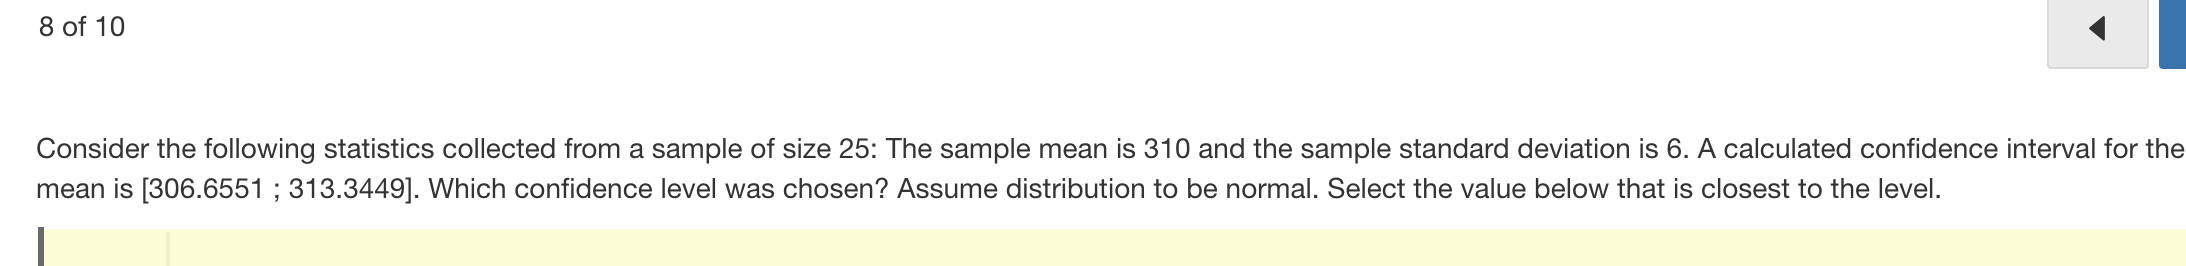 8 of 10
Consider the following statistics collected from a sample of size 25: The sample mean is 310 and the sample standard deviation is 6. A calculated confidence interval for the
mean is [306.6551 ; 313.3449]. Which confidence level was chosen? Assume distribution to be normal. Select the value below that is closest to the level.